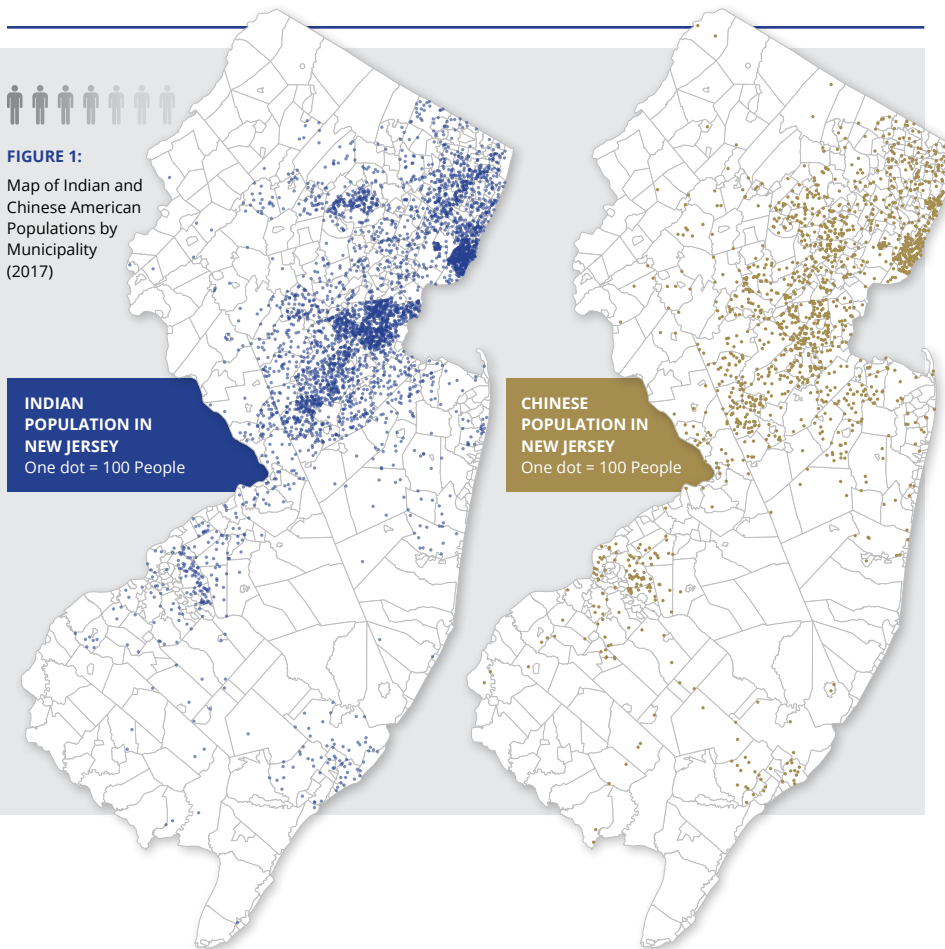 FIGURE 1:
Map of Indian and
Chinese American
Populations by
Municipality
(2017)
INDIAN
POPULATION IN
NEW JERSEY
One dot = 100 People
CHINESE
POPULATION IN
NEW JERSEY
One dot = 100 People